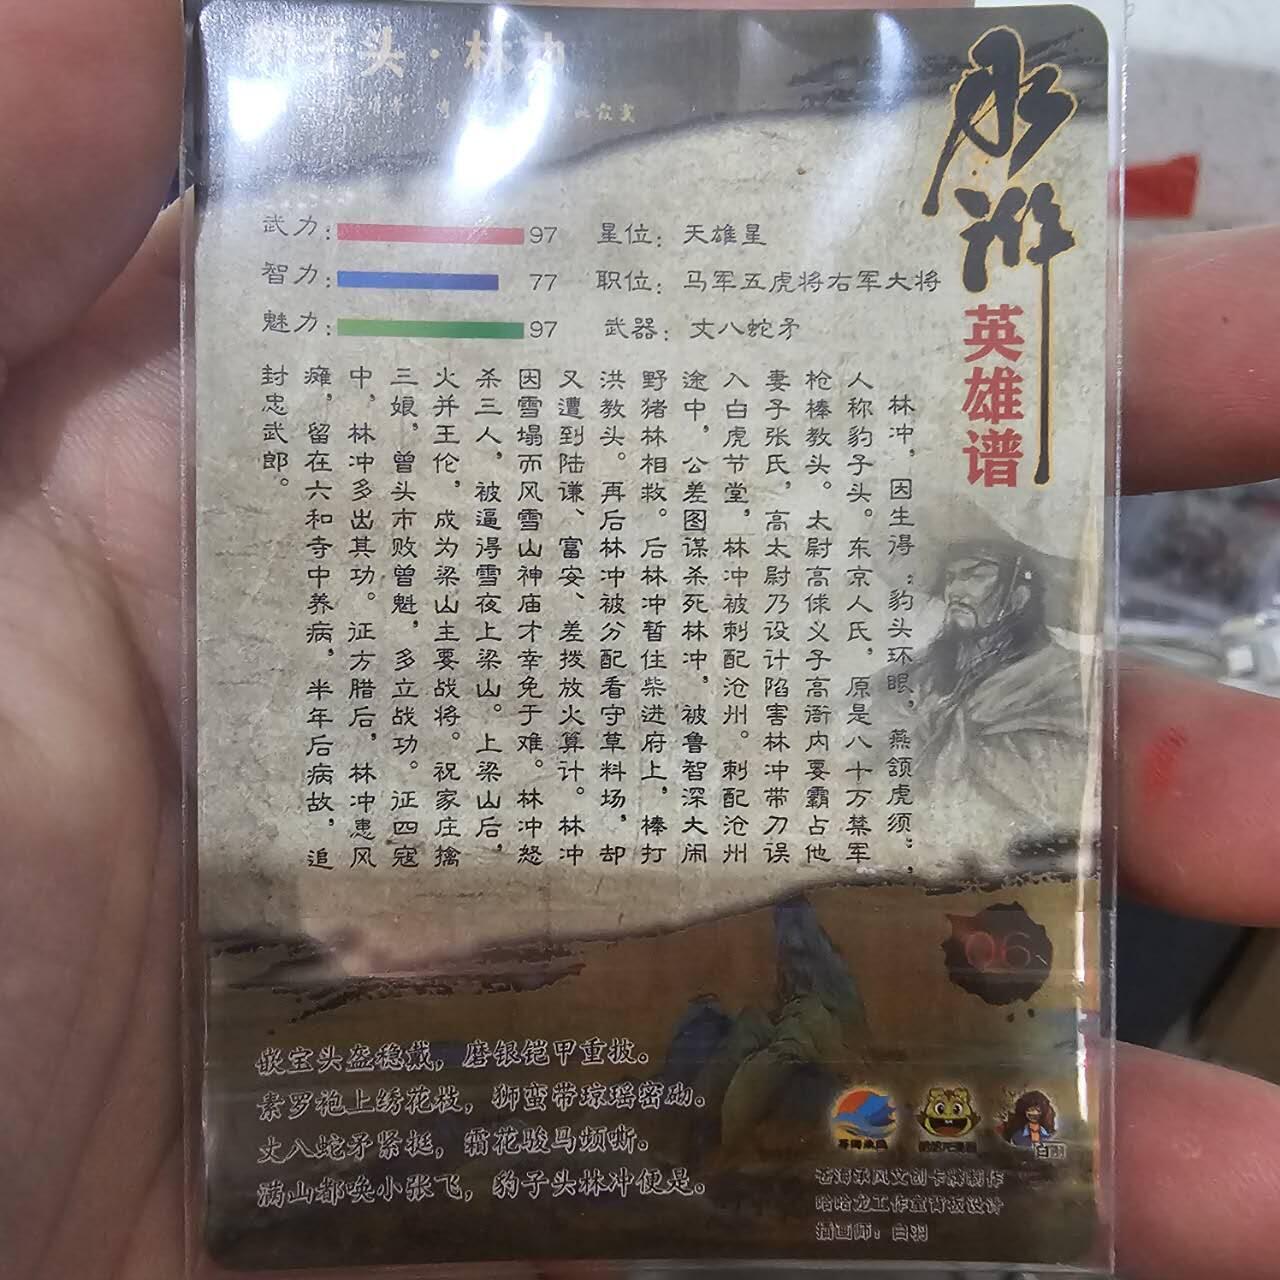 豹子头·林冲
水浒
英雄谱
武力: 97 星位: 天雄星
智力: 77 职位: 马军五虎将右军大将
魅力: 97 武器: 丈八蛇矛
林冲，因生得“豹头环眼，燕颔虎须”，
人称豹子头。东京人氏，原是八十万禁军
枪棒教头。太尉高俅义子高衙内要霸占他
妻子张氏，高太尉乃设计陷害林冲带刀误
入白虎节堂，林冲被刺配沧州。刺配沧州
途中，公差图谋杀死林冲，被鲁智深大闹
野猪林相救。后林冲暂住柴进府上，棒打
洪教头。再后林冲被分配看守草料场，却
又遭到陆谦、富安、差拨放火算计。林冲
因雪塌而风雪山神庙才幸免于难。林冲怒
杀三人，被逼得雪夜上梁山。上梁山后，
火并王伦，成为梁山主要战将。祝家庄擒
三娘，曾头市败曾魁，多立战功。征四寇
中，林冲多出其功。征方腊后，林冲患风
瘫，留在六和寺中养病，半年后病故，追
封忠武郎。
06
嵌宝头盔稳戴，磨银铠甲重披。
素罗袍上绣花枝，狮蛮带琼瑶密砌。
丈八蛇矛紧挺，霜花骏马频嘶。
满山都唤小张飞，豹子头林冲便是。
白羽
苍海承风文创卡牌制作
哈哈龙工作室背板设计
插画师：白羽